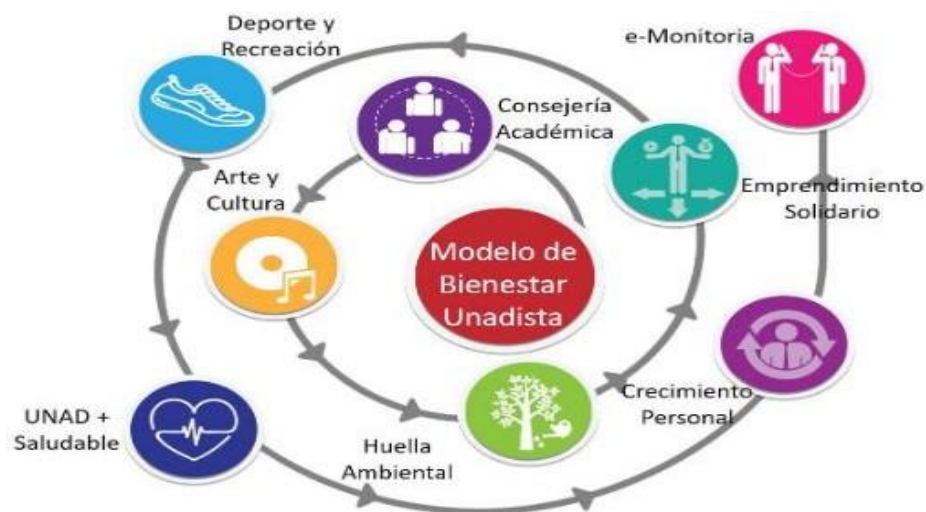 Deporte y
Recreación
e-Monitoria
Consejería
Académica
Arte y
Cultura
Emprendimiento
Solidario
Modelo de
Bienestar
Unadista
Crecimiento
Personal
UNAD +
Saludable
Huella
Ambiental